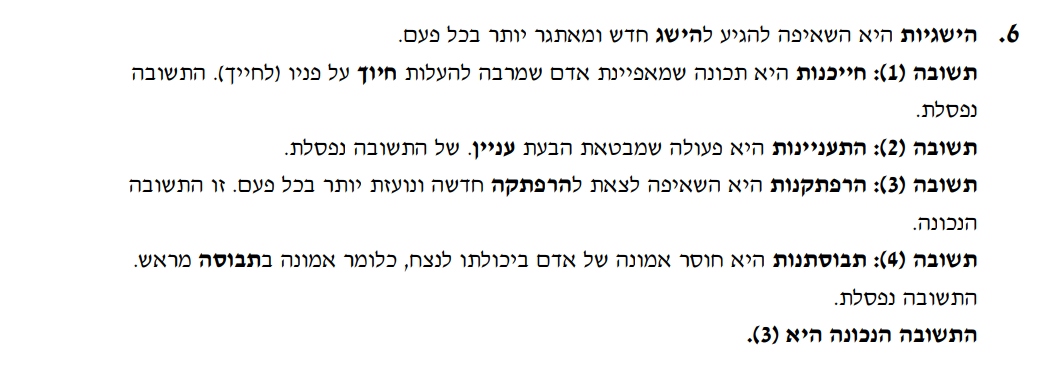 6. הישגיות היא השאיפה להגיע להישג חדש ומאתגר יותר בכל פעם.
תשובה (1): חייכנות היא תכונה שמאפיינת אדם שמרבה להעלות חיוך על פניו (לחייך). התשובה
נפסלת.
תשובה (2): התעניינות היא פעולה שמבטאת הבעת עניין. של התשובה נפסלת.
תשובה (3): הרפתקנות היא השאיפה לצאת להרפתקה חדשה ונועזת יותר בכל פעם. זו התשובה
הנכונה.
תשובה (4): תבוסתנות היא חוסר אמונה של אדם ביכולתו לנצח, כלומר אמונה בתבוסה מראש.
התשובה נפסלת.
התשובה הנכונה היא (3).